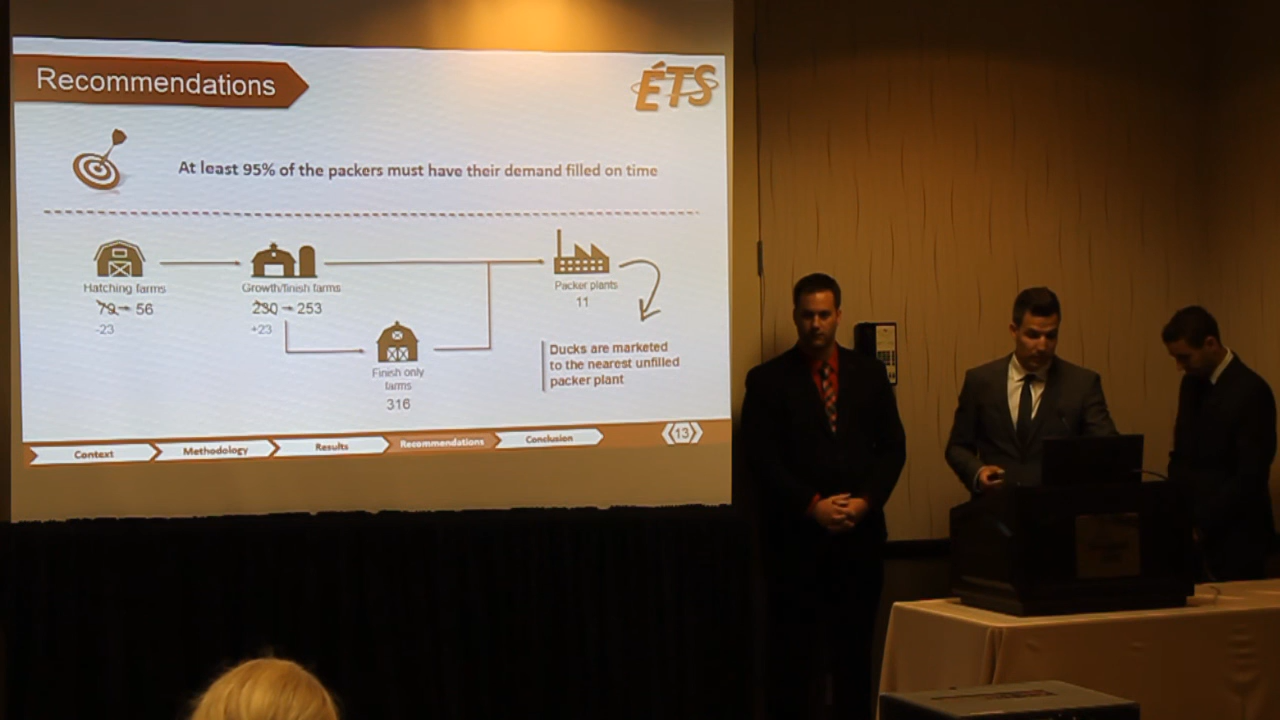 Recommendations
ÉTS
At least 95% of the packers must have their demand filled on time
Hatching farms
79 → 56
-23
Growth/finish farms
230 → 253
+23
Packer plants
11
Finish only
farms
316
Ducks are marketed
to the nearest unfilled
packer plant
Context
Methodology
Results
Recommendations
Conclusion
13